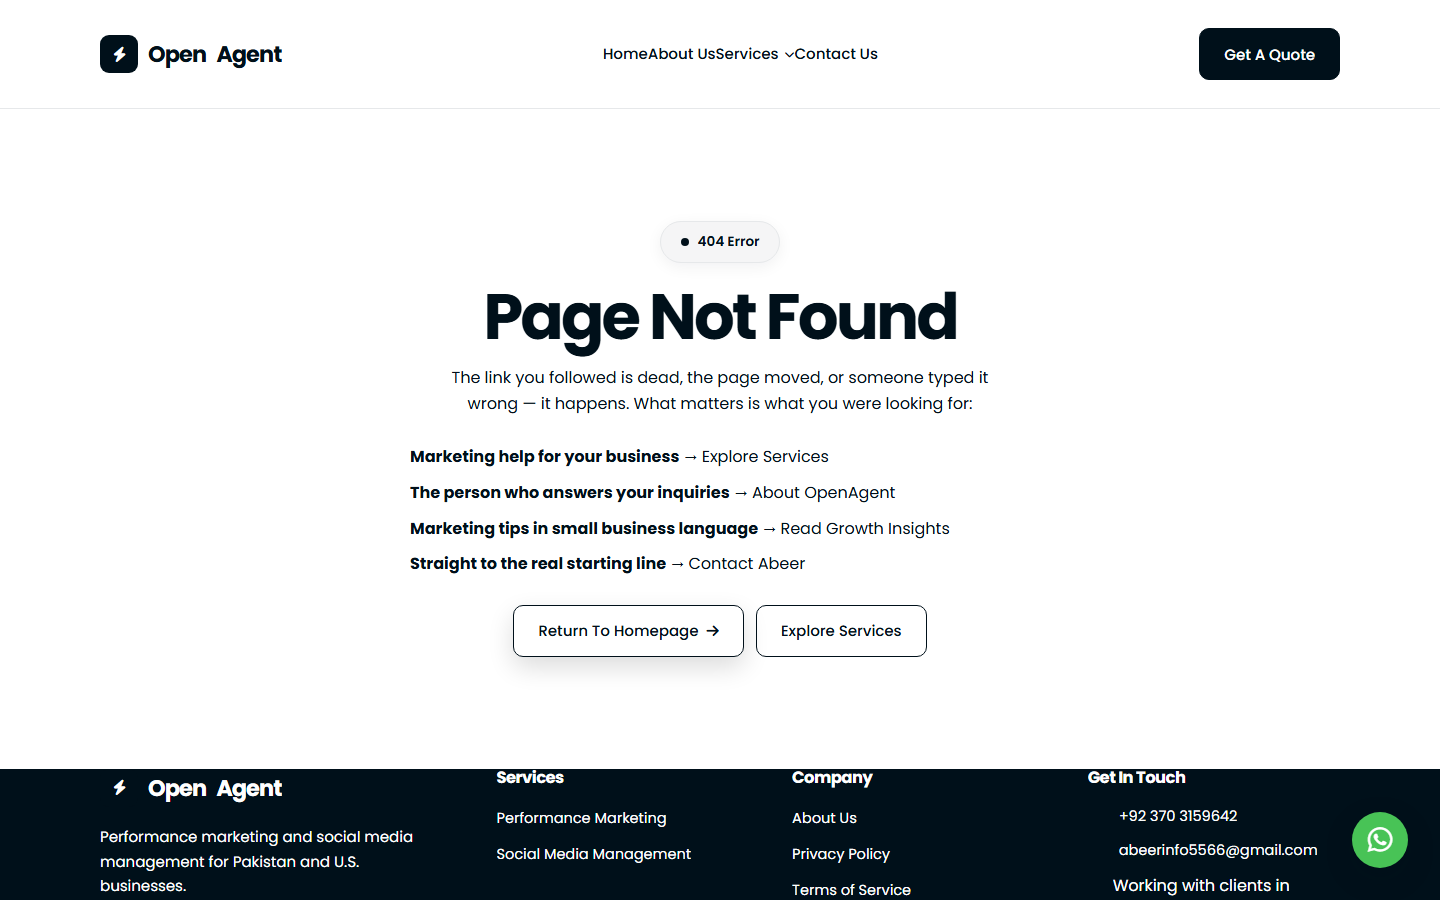 Open Agent
Home About Us Services Contact Us
Get A Quote
404 Error
Page Not Found
The link you followed is dead, the page moved, or someone typed it
wrong — it happens. What matters is what you were looking for:
Marketing help for your business → Explore Services
The person who answers your inquiries → About OpenAgent
Marketing tips in small business language → Read Growth Insights
Straight to the real starting line → Contact Abeer
Return To Homepage →
Explore Services
Open Agent
Performance marketing and social media
management for Pakistan and U.S.
businesses.
Services
Performance Marketing
Social Media Management
Company
About Us
Privacy Policy
Terms of Service
Get In Touch
+92 370 3159642
abeerinfo5566@gmail.com
Working with clients in